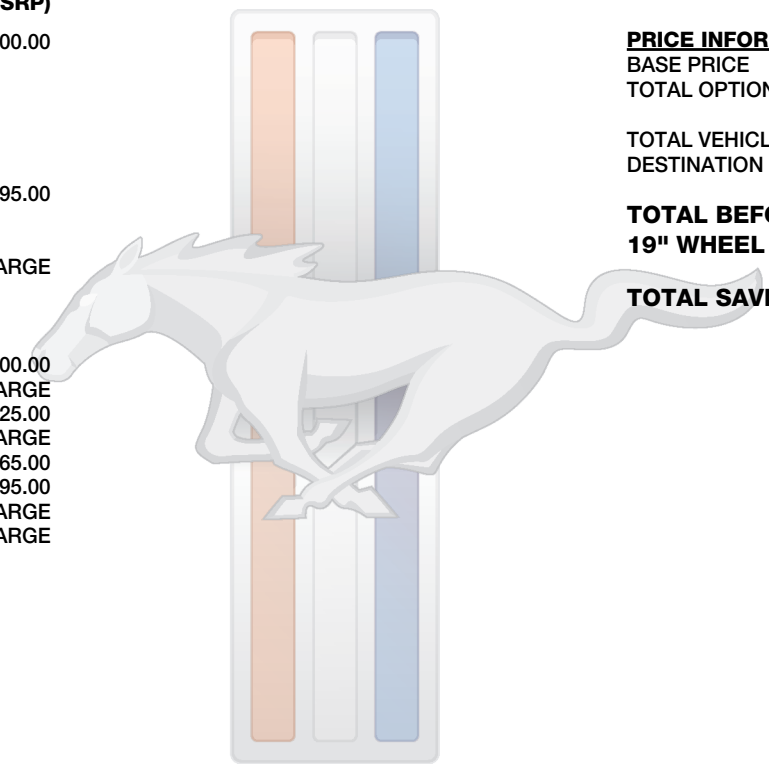 SRP)
00.00
95.00
ARGE
00.00
ARGE
25.00
ARGE
65.00
95.00
ARGE
ARGE
PRICE INFOR
BASE PRICE
TOTAL OPTION
TOTAL VEHICL
DESTINATION
TOTAL BEFO
19" WHEEL
TOTAL SAVI